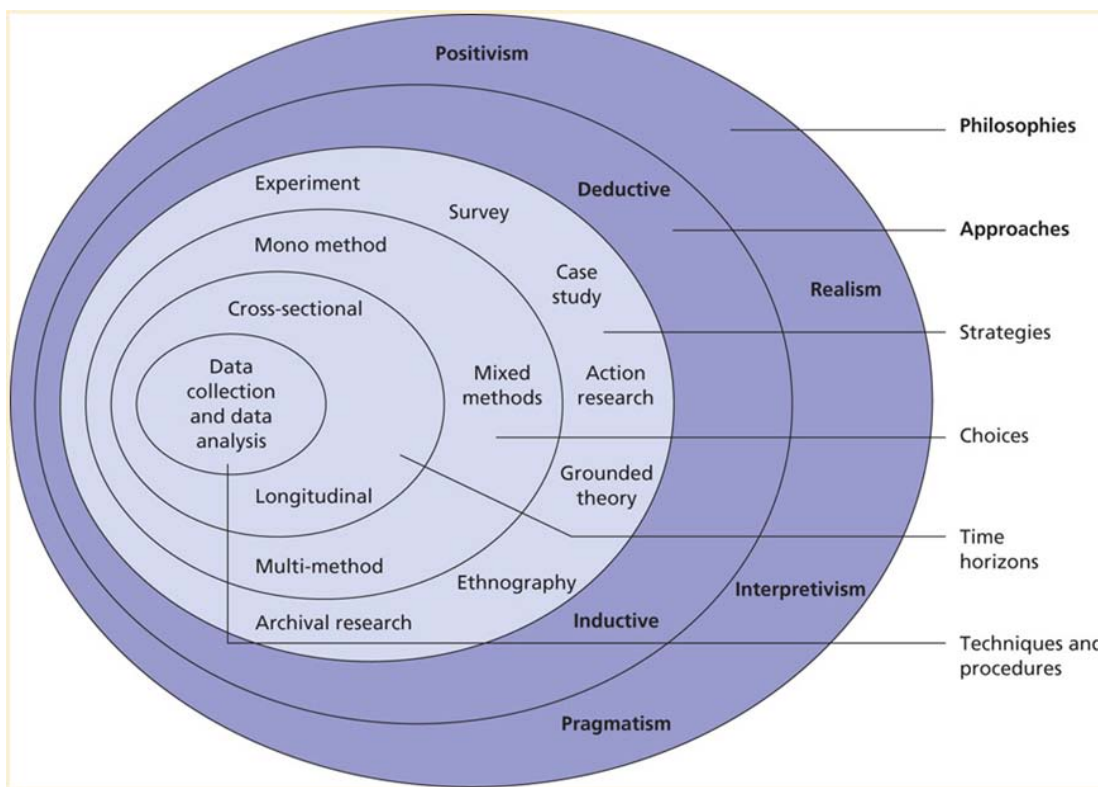 Positivism
Philosophies
Deductive
Approaches
Realism
Experiment
Survey
Case
study
Strategies
Mono method
Cross-sectional
Data
collection
and data
analysis
Mixed
methods
Action
research
Choices
Grounded
theory
Longitudinal
Time
horizons
Multi-method
Ethnography
Interpretivism
Archival research
Inductive
Techniques and
procedures
Pragmatism